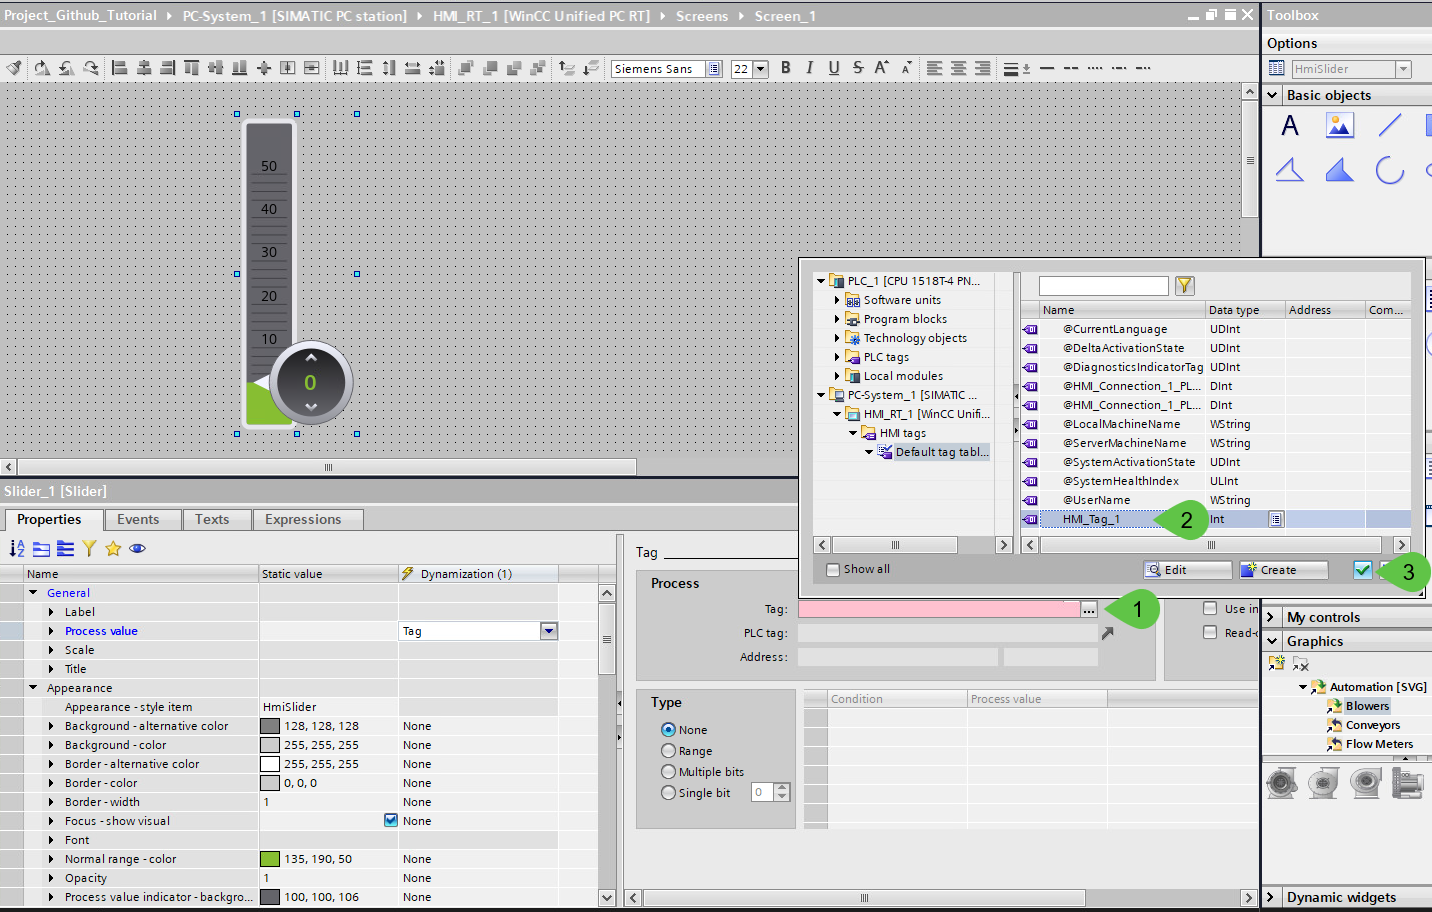 Project_Github_Tutorial ▸ PC-System_1 [SIMATIC PC station] ▸ HMI_RT_1 [WinCC Unified PC RT] ▸ Screens ▸ Screen_1
Toolbox
Options
Siemens Sans 22 B I U S A A
HmiSlider
Basic objects
A
50
40
30
20
10
0
PLC_1 [CPU 1518T-4 PN...
Software units
Program blocks
Technology objects
PLC tags
Local modules
PC-System_1 [SIMATIC ...
HMI_RT_1 [WinCC Unifi...
HMI tags
Default tag tabl...
Show all
Name Data type Address Com...
@CurrentLanguage UDInt
@DeltaActivationState UDInt
@DiagnosticsIndicatorTag UDInt
@HMI_Connection_1_PL... DInt
@HMI_Connection_1_PL... DInt
@LocalMachineName WString
@ServerMachineName WString
@SystemActivationState UDInt
@SystemHealthIndex ULInt
@UserName WString
HMI_Tag_1 2 Int
Edit Create 3
Slider_1 [Slider]
Properties Events Texts Expressions
Name Static value Dynamization (1)
General
Label
Process value Tag
Scale
Title
Appearance
Appearance - style item HmiSlider
Background - alternative color 128, 128, 128 None
Background - color 255, 255, 255 None
Border - alternative color 255, 255, 255 None
Border - color 0, 0, 0 None
Border - width 1 None
Focus - show visual None
Font
Normal range - color 135, 190, 50 None
Opacity 1 None
Process value indicator - backgro... 100, 100, 106 None
Tag
Process
Tag: ... 1
PLC tag:
Address:
Use in
Read-
Type
None
Range
Multiple bits
Single bit 0
Condition Process value
My controls
Graphics
Automation [SVG]
Blowers
Conveyors
Flow Meters
Dynamic widgets